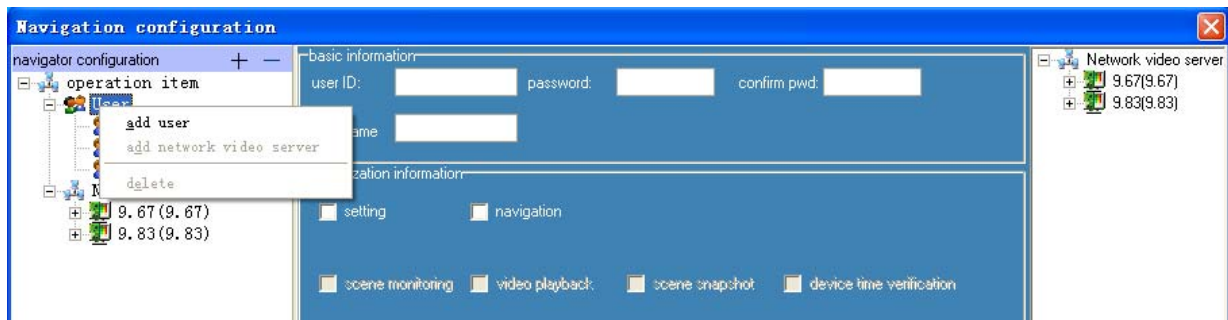 Navigation configuration
navigator configuration + −
operation item
User
add user
add network video server
delete
N
9.67(9.67)
9.83(9.83)
basic information
user ID: password: confirm pwd:
ame
zation information
setting navigation
scene monitoring video playback scene snapshot device time verification
Network video server
9.67(9.67)
9.83(9.83)